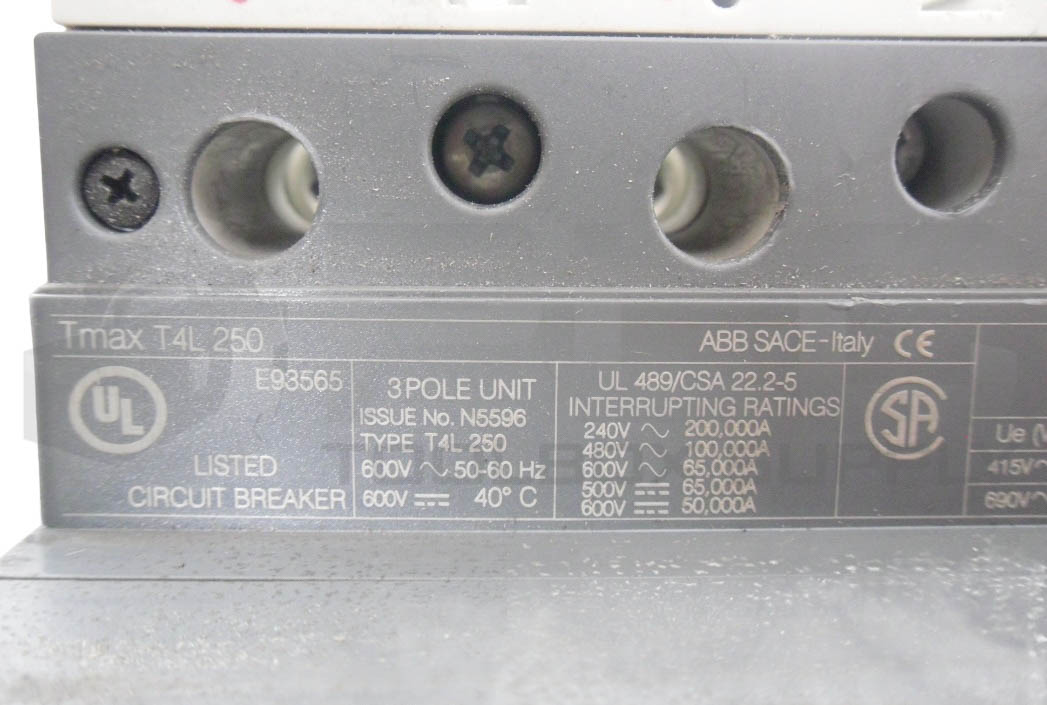 Tmax T4L 250
ABB SACE-Italy CE
UL
E93565
LISTED
CIRCUIT BREAKER
3 POLE UNIT
ISSUE No. N5596
TYPE T4L 250
600V ~ 50-60 Hz
600V ⎓ 40° C
UL 489/CSA 22.2-5
INTERRUPTING RATINGS
240V ~ 200,000A
480V ~ 100,000A
600V ~ 65,000A
500V ⎓ 65,000A
600V ⎓ 50,000A
SA
Ue (V
415V~
690V~